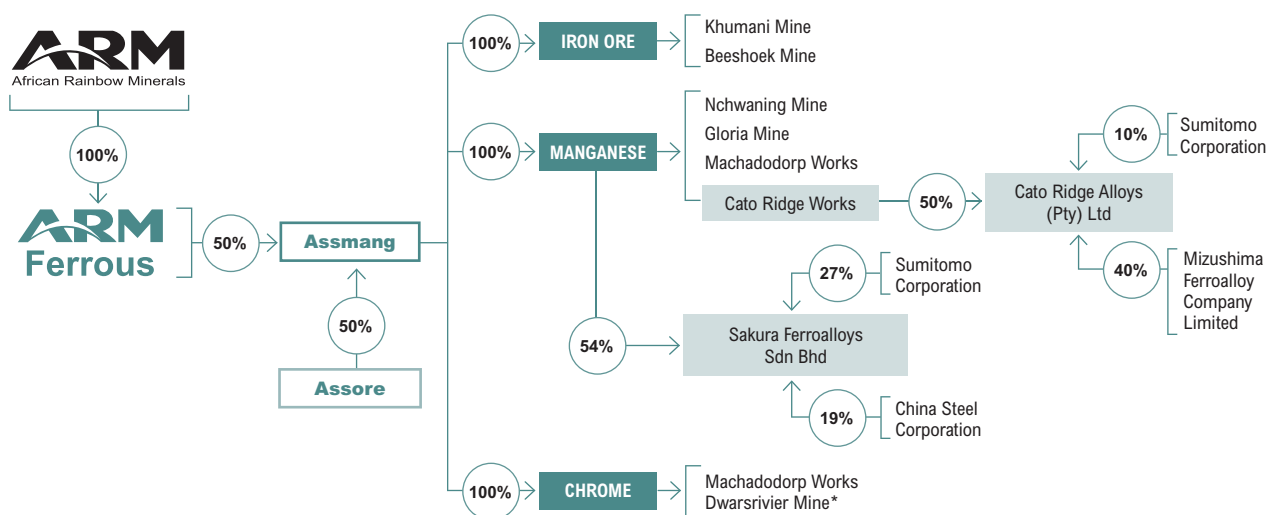 ARM
African Rainbow Minerals
100%
ARM
Ferrous
50%
Assmang
50%
Assore
100%
IRON ORE
Khumani Mine
Beeshoek Mine
100%
MANGANESE
Nchwaning Mine
Gloria Mine
Machadodorp Works
Cato Ridge Works
50%
Cato Ridge Alloys
(Pty) Ltd
10%
Sumitomo
Corporation
40%
Mizushima
Ferroalloy
Company
Limited
54%
Sakura Ferroalloys
Sdn Bhd
27%
Sumitomo
Corporation
19%
China Steel
Corporation
100%
CHROME
Machadodorp Works
Dwarsrivier Mine*